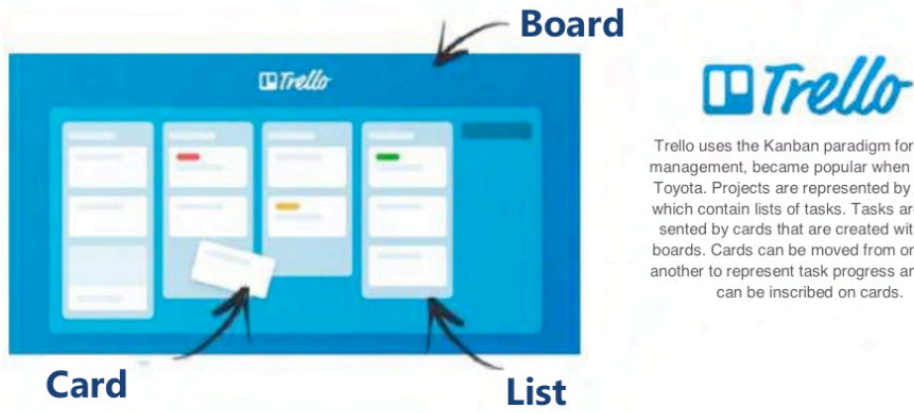 Board
Trello
Trello
Trello uses the Kanban paradigm for
management, became popular when
Toyota. Projects are represented by
which contain lists of tasks. Tasks ar
sented by cards that are created wit
boards. Cards can be moved from or
another to represent task progress an
can be inscribed on cards.
Card
List